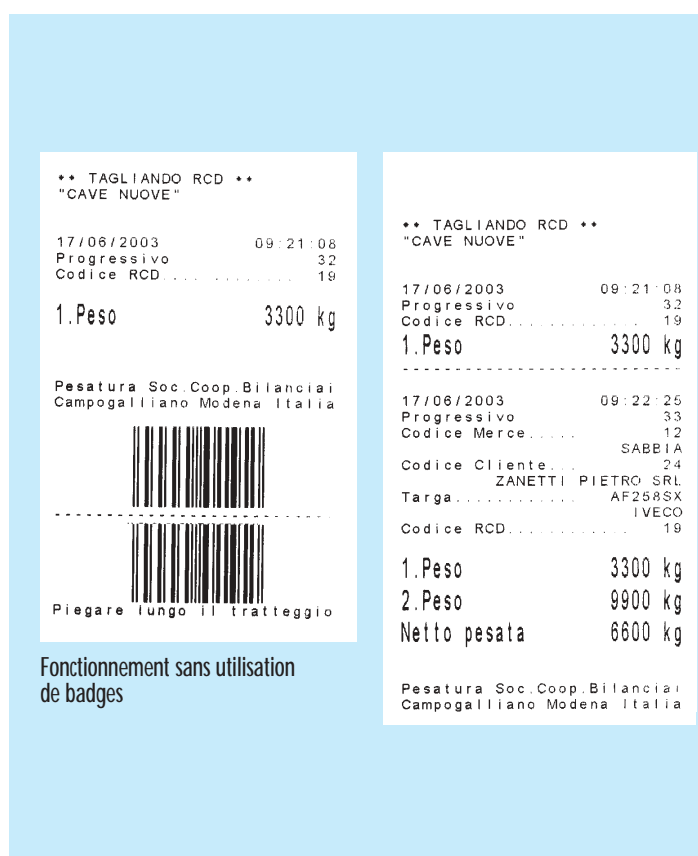 ** TAGLIANDO RCD **
"CAVE NUOVE"
17/06/2003 09:21:08
Progressivo 32
Codice RCD.... ............ 19
1.Peso 3300 kg
Pesatura Soc.Coop.Bilanciai
Campogalliano Modena Italia
Piegare lungo il tratteggio
Fonctionnement sans utilisation
de badges
** TAGLIANDO RCD **
"CAVE NUOVE"
17/06/2003 09:21:08
Progressivo 32
Codice RCD............. 19
1.Peso 3300 kg
17/06/2003 09:22:25
Progressivo 33
Codice Merce..... 12
SABBIA
Codice Cliente... 24
ZANETTI PIETRO SRL
Targa............ AF258SX
IVECO
Codice RCD............ 19
1.Peso 3300 kg
2.Peso 9900 kg
Netto pesata 6600 kg
Pesatura Soc.Coop.Bilanciai
Campogalliano Modena Italia